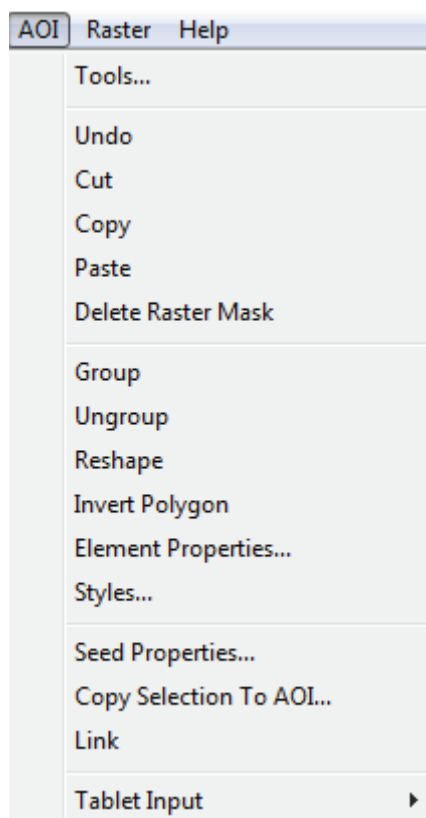 AOI Raster Help
Tools...
Undo
Cut
Copy
Paste
Delete Raster Mask
Group
Ungroup
Reshape
Invert Polygon
Element Properties...
Styles...
Seed Properties...
Copy Selection To AOI...
Link
Tablet Input